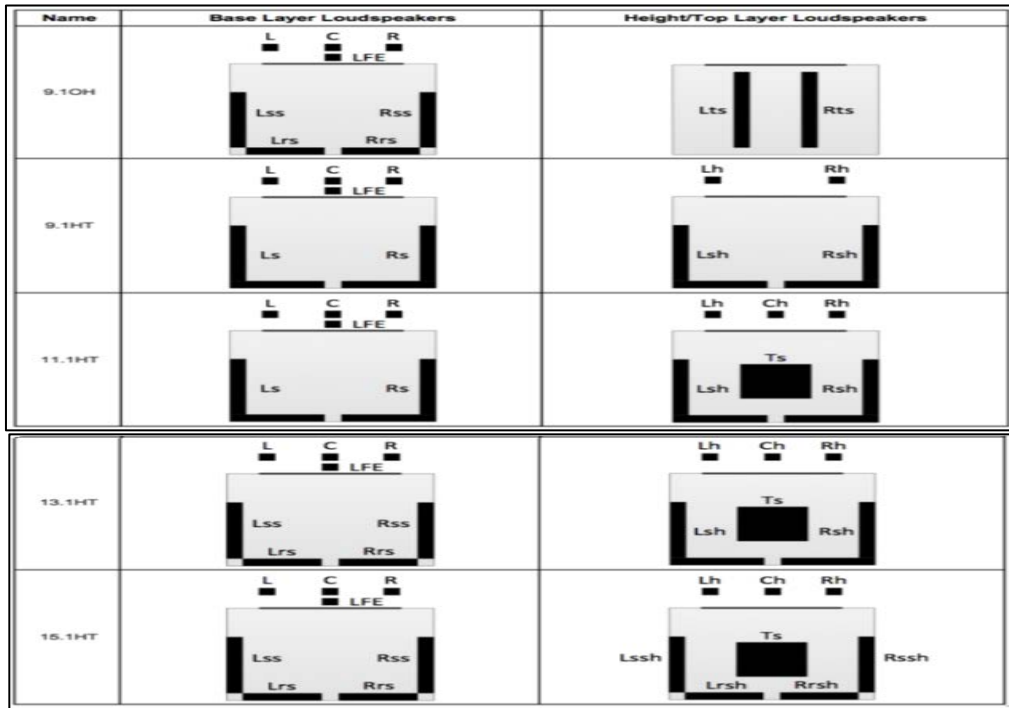 Name Base Layer Loudspeakers Height/Top Layer Loudspeakers
9.1OH
L C R
LFE
Lss Rss
Lrs Rrs
Lts Rts
9.1HT
L C R
LFE
Ls Rs
Lh Rh
Lsh Rsh
11.1HT
L C R
LFE
Ls Rs
Lh Ch Rh
Ts
Lsh Rsh
13.1HT
L C R
LFE
Lss Rss
Lrs Rrs
Lh Ch Rh
Ts
Lsh Rsh
15.1HT
L C R
LFE
Lss Rss
Lrs Rrs
Lh Ch Rh
Ts
Lssh Rssh
Lrsh Rrsh